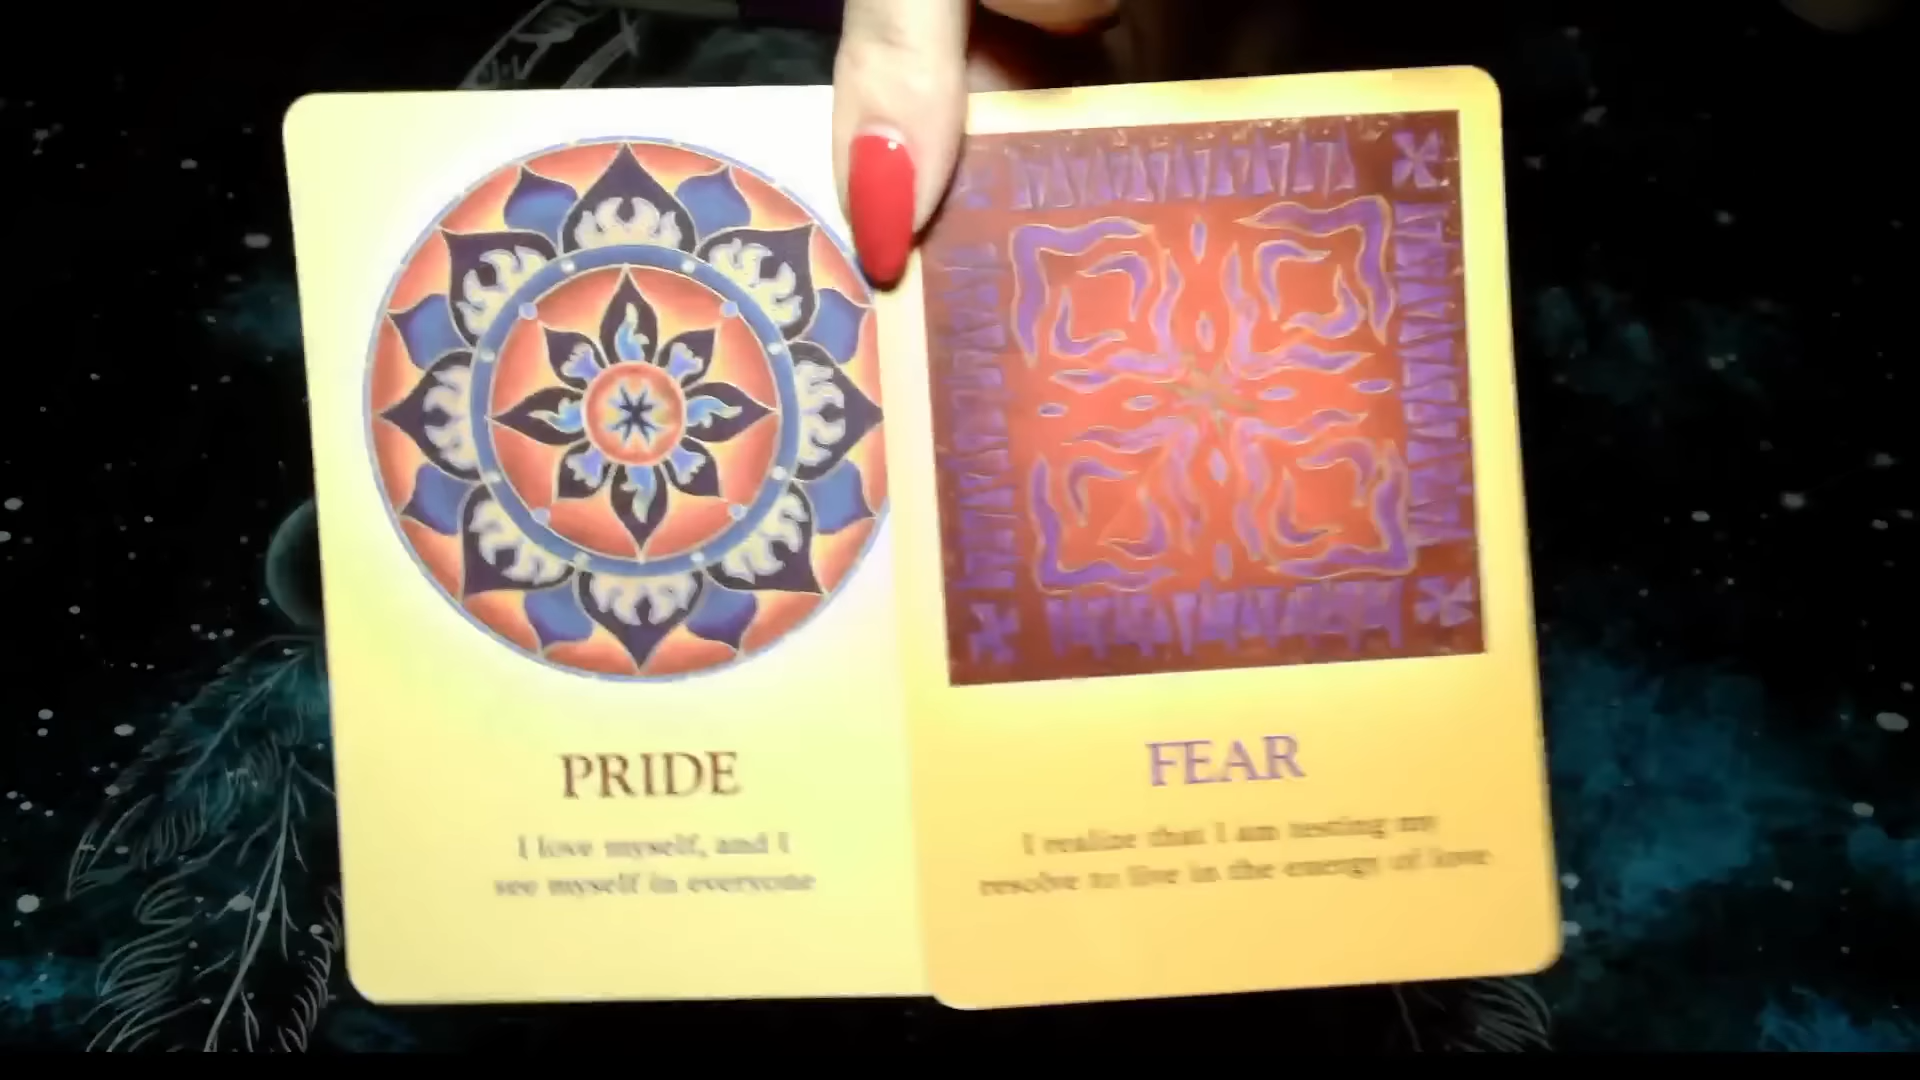 PRIDE
I love myself, and I
see myself in everyone
FEAR
I realize that I am testing my
resolve to live in the energy of love